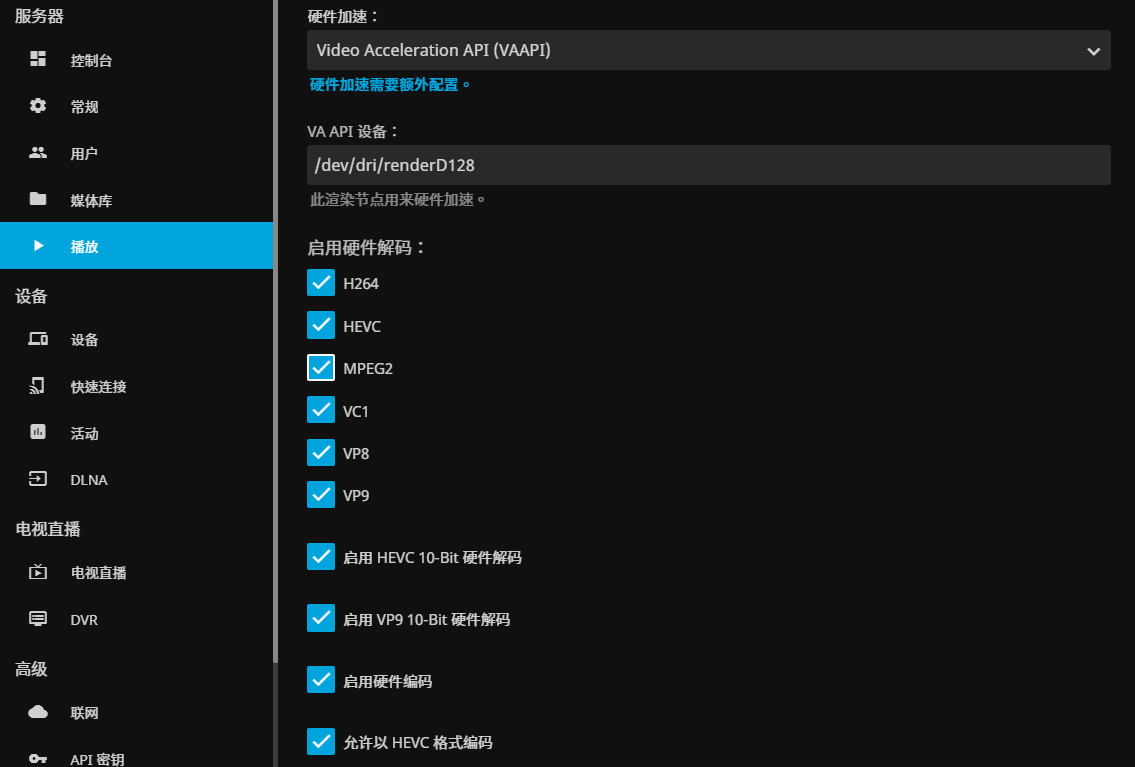 服务器
控制台
常规
用户
媒体库
播放
设备
设备
快速连接
活动
DLNA
电视直播
电视直播
DVR
高级
联网
API 密钥
硬件加速：
Video Acceleration API (VAAPI)
硬件加速需要额外配置。
VA API 设备：
/dev/dri/renderD128
此渲染节点用来硬件加速。
启用硬件解码：
H264
HEVC
MPEG2
VC1
VP8
VP9
启用 HEVC 10-Bit 硬件解码
启用 VP9 10-Bit 硬件解码
启用硬件编码
允许以 HEVC 格式编码